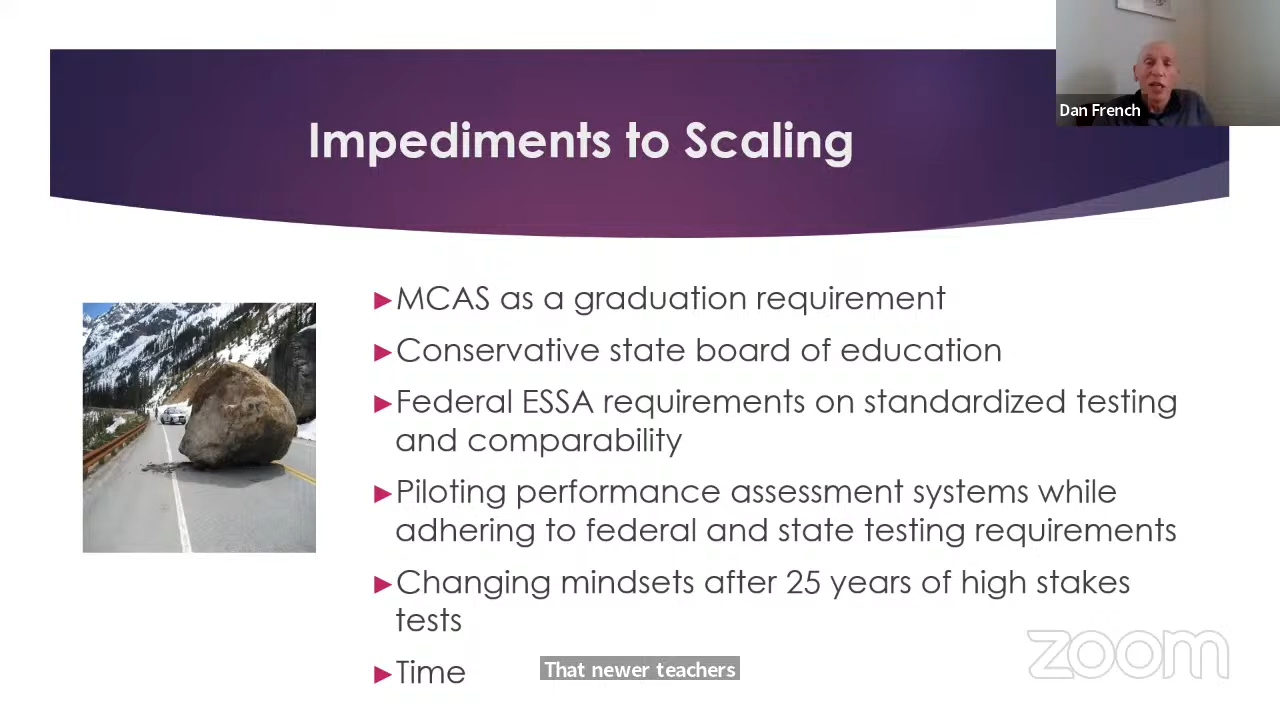 Dan French
Impediments to Scaling
►MCAS as a graduation requirement
►Conservative state board of education
►Federal ESSA requirements on standardized testing
and comparability
►Piloting performance assessment systems while
adhering to federal and state testing requirements
►Changing mindsets after 25 years of high stakes
tests
►Time
That newer teachers
zoom